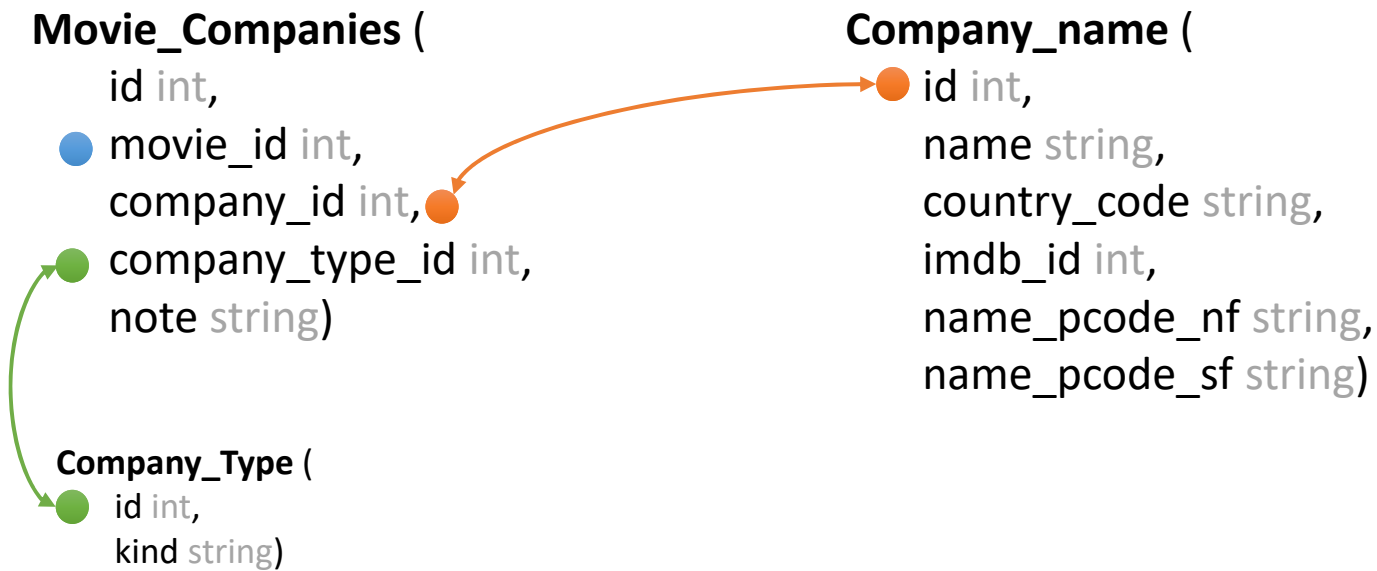 Movie_Companies (
id int,
movie_id int,
company_id int,
company_type_id int,
note string)
Company_name (
id int,
name string,
country_code string,
imdb_id int,
name_pcode_nf string,
name_pcode_sf string)
Company_Type (
id int,
kind string)